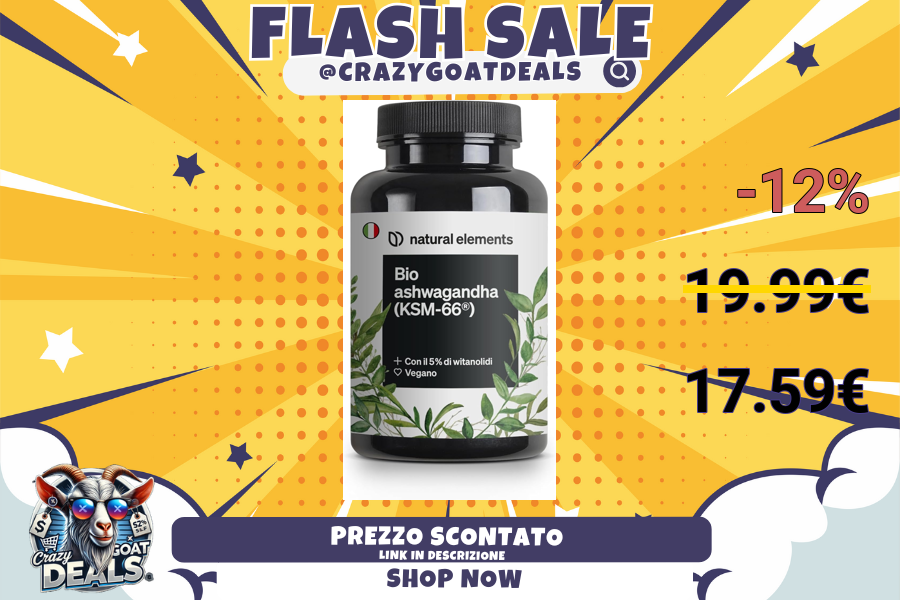 FLASH SALE
@CRAZYGOATDEALS
-12%
natural elements
Bio
ashwagandha
(KSM-66®)
+ Con il 5% di witanolidi
♡ Vegano
19.99€
17.59€
$
52%
Crazy
GOAT
DEALS
PREZZO SCONTATO
LINK IN DESCRIZIONE
SHOP NOW